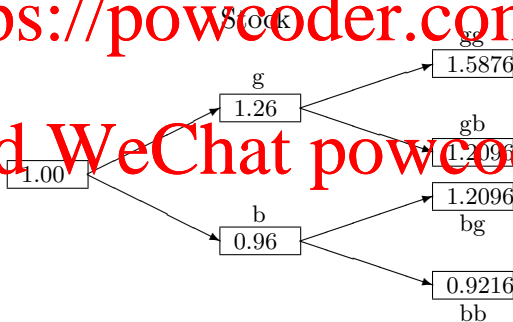 ps://powcoder.com
Stock
gg
1.5876
g
1.26
gb
1.2096
d WeChat powco
1.00
1.2096
b
bg
0.96
0.9216
bb